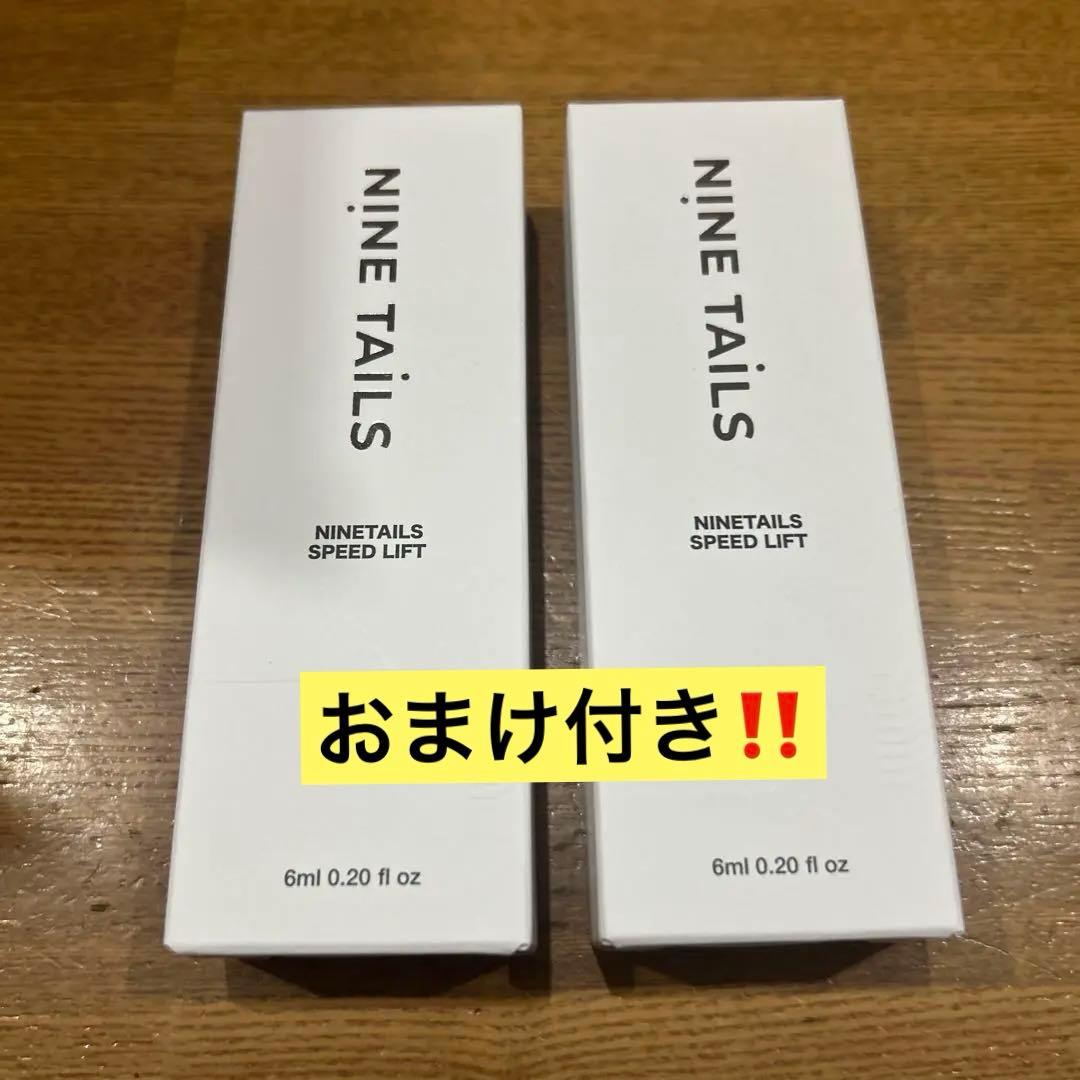 NINE TAILS
NINETAILS
SPEED LIFT
6ml 0.20 fl oz
NINE TAILS
NINETAILS
SPEED LIFT
6ml 0.20 fl oz
おまけ付き‼️